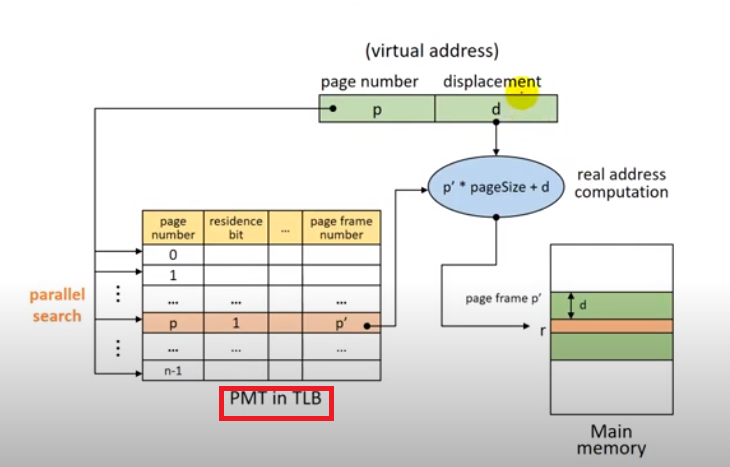 (virtual address)
page number displacement
p d
p' * pageSize + d
real address
computation
page number residence bit ... page frame number
0
1
... ... ...
parallel
search
p 1 p'
... ... ...
n-1
PMT in TLB
page frame p'
d
r
Main
memory